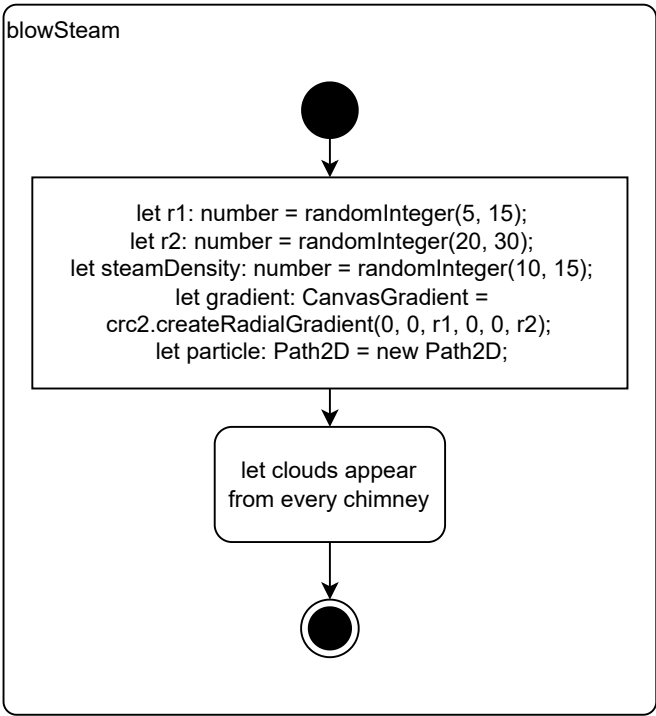 blowSteam
let r1: number = randomInteger(5, 15);
let r2: number = randomInteger(20, 30);
let steamDensity: number = randomInteger(10, 15);
let gradient: CanvasGradient =
crc2.createRadialGradient(0, 0, r1, 0, 0, r2);
let particle: Path2D = new Path2D;
let clouds appear
from every chimney